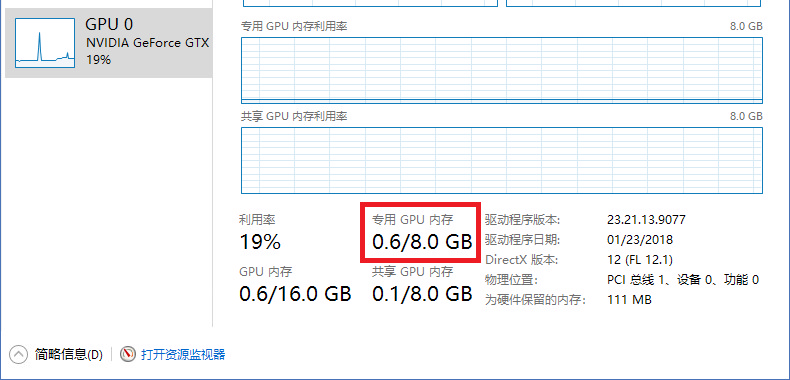 GPU 0
NVIDIA GeForce GTX
19%
专用 GPU 内存利用率 8.0 GB
共享 GPU 内存利用率 8.0 GB
利用率
19%
专用 GPU 内存
0.6/8.0 GB
GPU 内存
0.6/16.0 GB
共享 GPU 内存
0.1/8.0 GB
驱动程序版本: 23.21.13.9077
驱动程序日期: 01/23/2018
DirectX 版本: 12 (FL 12.1)
物理位置: PCI 总线 1、设备 0、功能 0
为硬件保留的内存: 111 MB
简略信息(D) 打开资源监视器